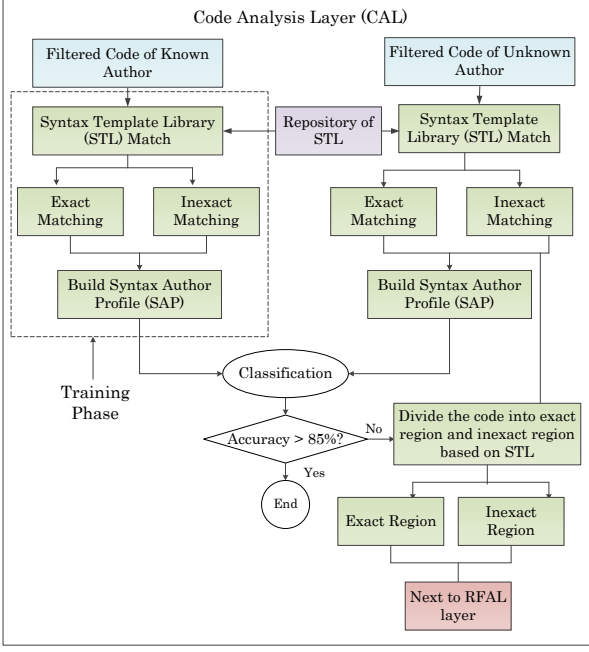 Code Analysis Layer (CAL)
Filtered Code of Known
Author
Filtered Code of Unknown
Author
Syntax Template Library
(STL) Match
Repository of
STL
Syntax Template
Library (STL) Match
Exact
Matching
Inexact
Matching
Exact
Matching
Inexact
Matching
Build Syntax Author
Profile (SAP)
Build Syntax Author
Profile (SAP)
Training
Phase
Classification
Accuracy > 85%?
No
Yes
End
Divide the code into exact
region and inexact region
based on STL
Exact Region
Inexact
Region
Next to RFAL
layer